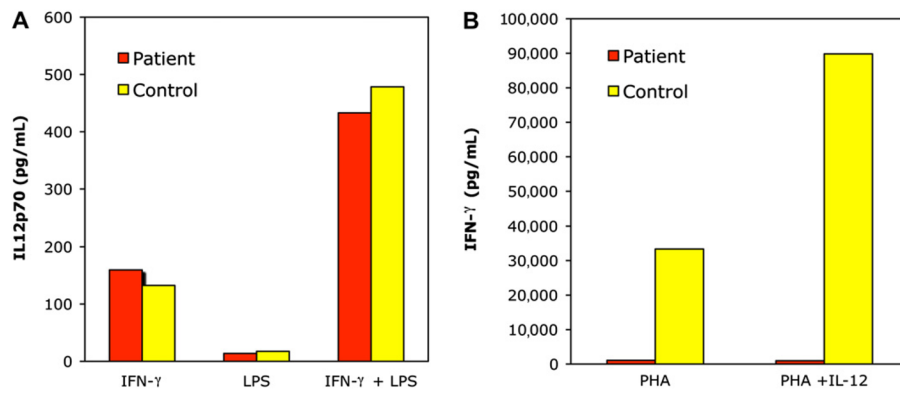 A
IL12p70 (pg/mL)
600
500
400
300
200
100
0
Patient
Control
IFN-γ
LPS
IFN-γ + LPS
B
IFN-γ (pg/mL)
100,000
90,000
80,000
70,000
60,000
50,000
40,000
30,000
20,000
10,000
0
Patient
Control
PHA
PHA +IL-12